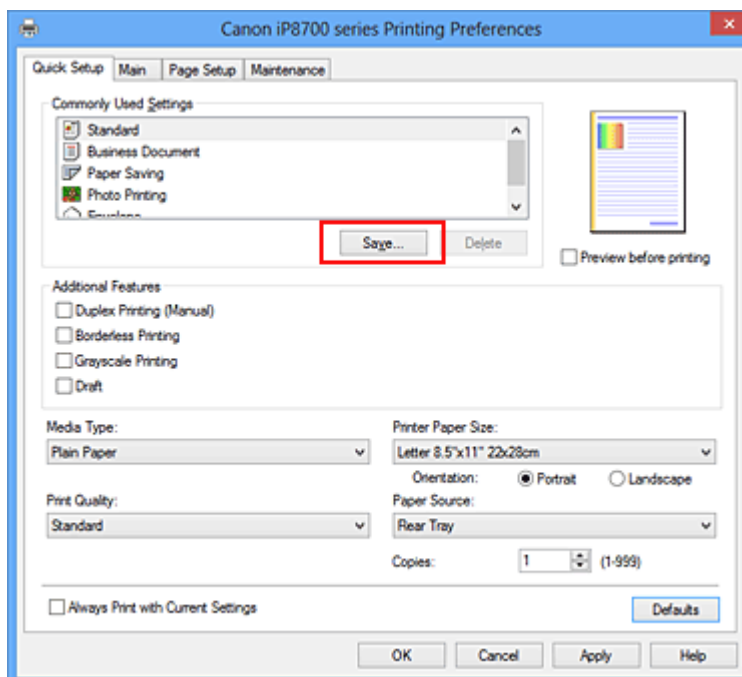 Canon iP8700 series Printing Preferences
Quick Setup Main Page Setup Maintenance
Commonly Used Settings
Standard
Business Document
Paper Saving
Photo Printing
Envelope
Save... Delete
Preview before printing
Additional Features
Duplex Printing (Manual)
Borderless Printing
Grayscale Printing
Draft
Media Type: Printer Paper Size:
Plain Paper Letter 8.5"x11" 22x28cm
Orientation: Portrait Landscape
Print Quality: Paper Source:
Standard Rear Tray
Copies: 1 (1-999)
Always Print with Current Settings Defaults
OK Cancel Apply Help